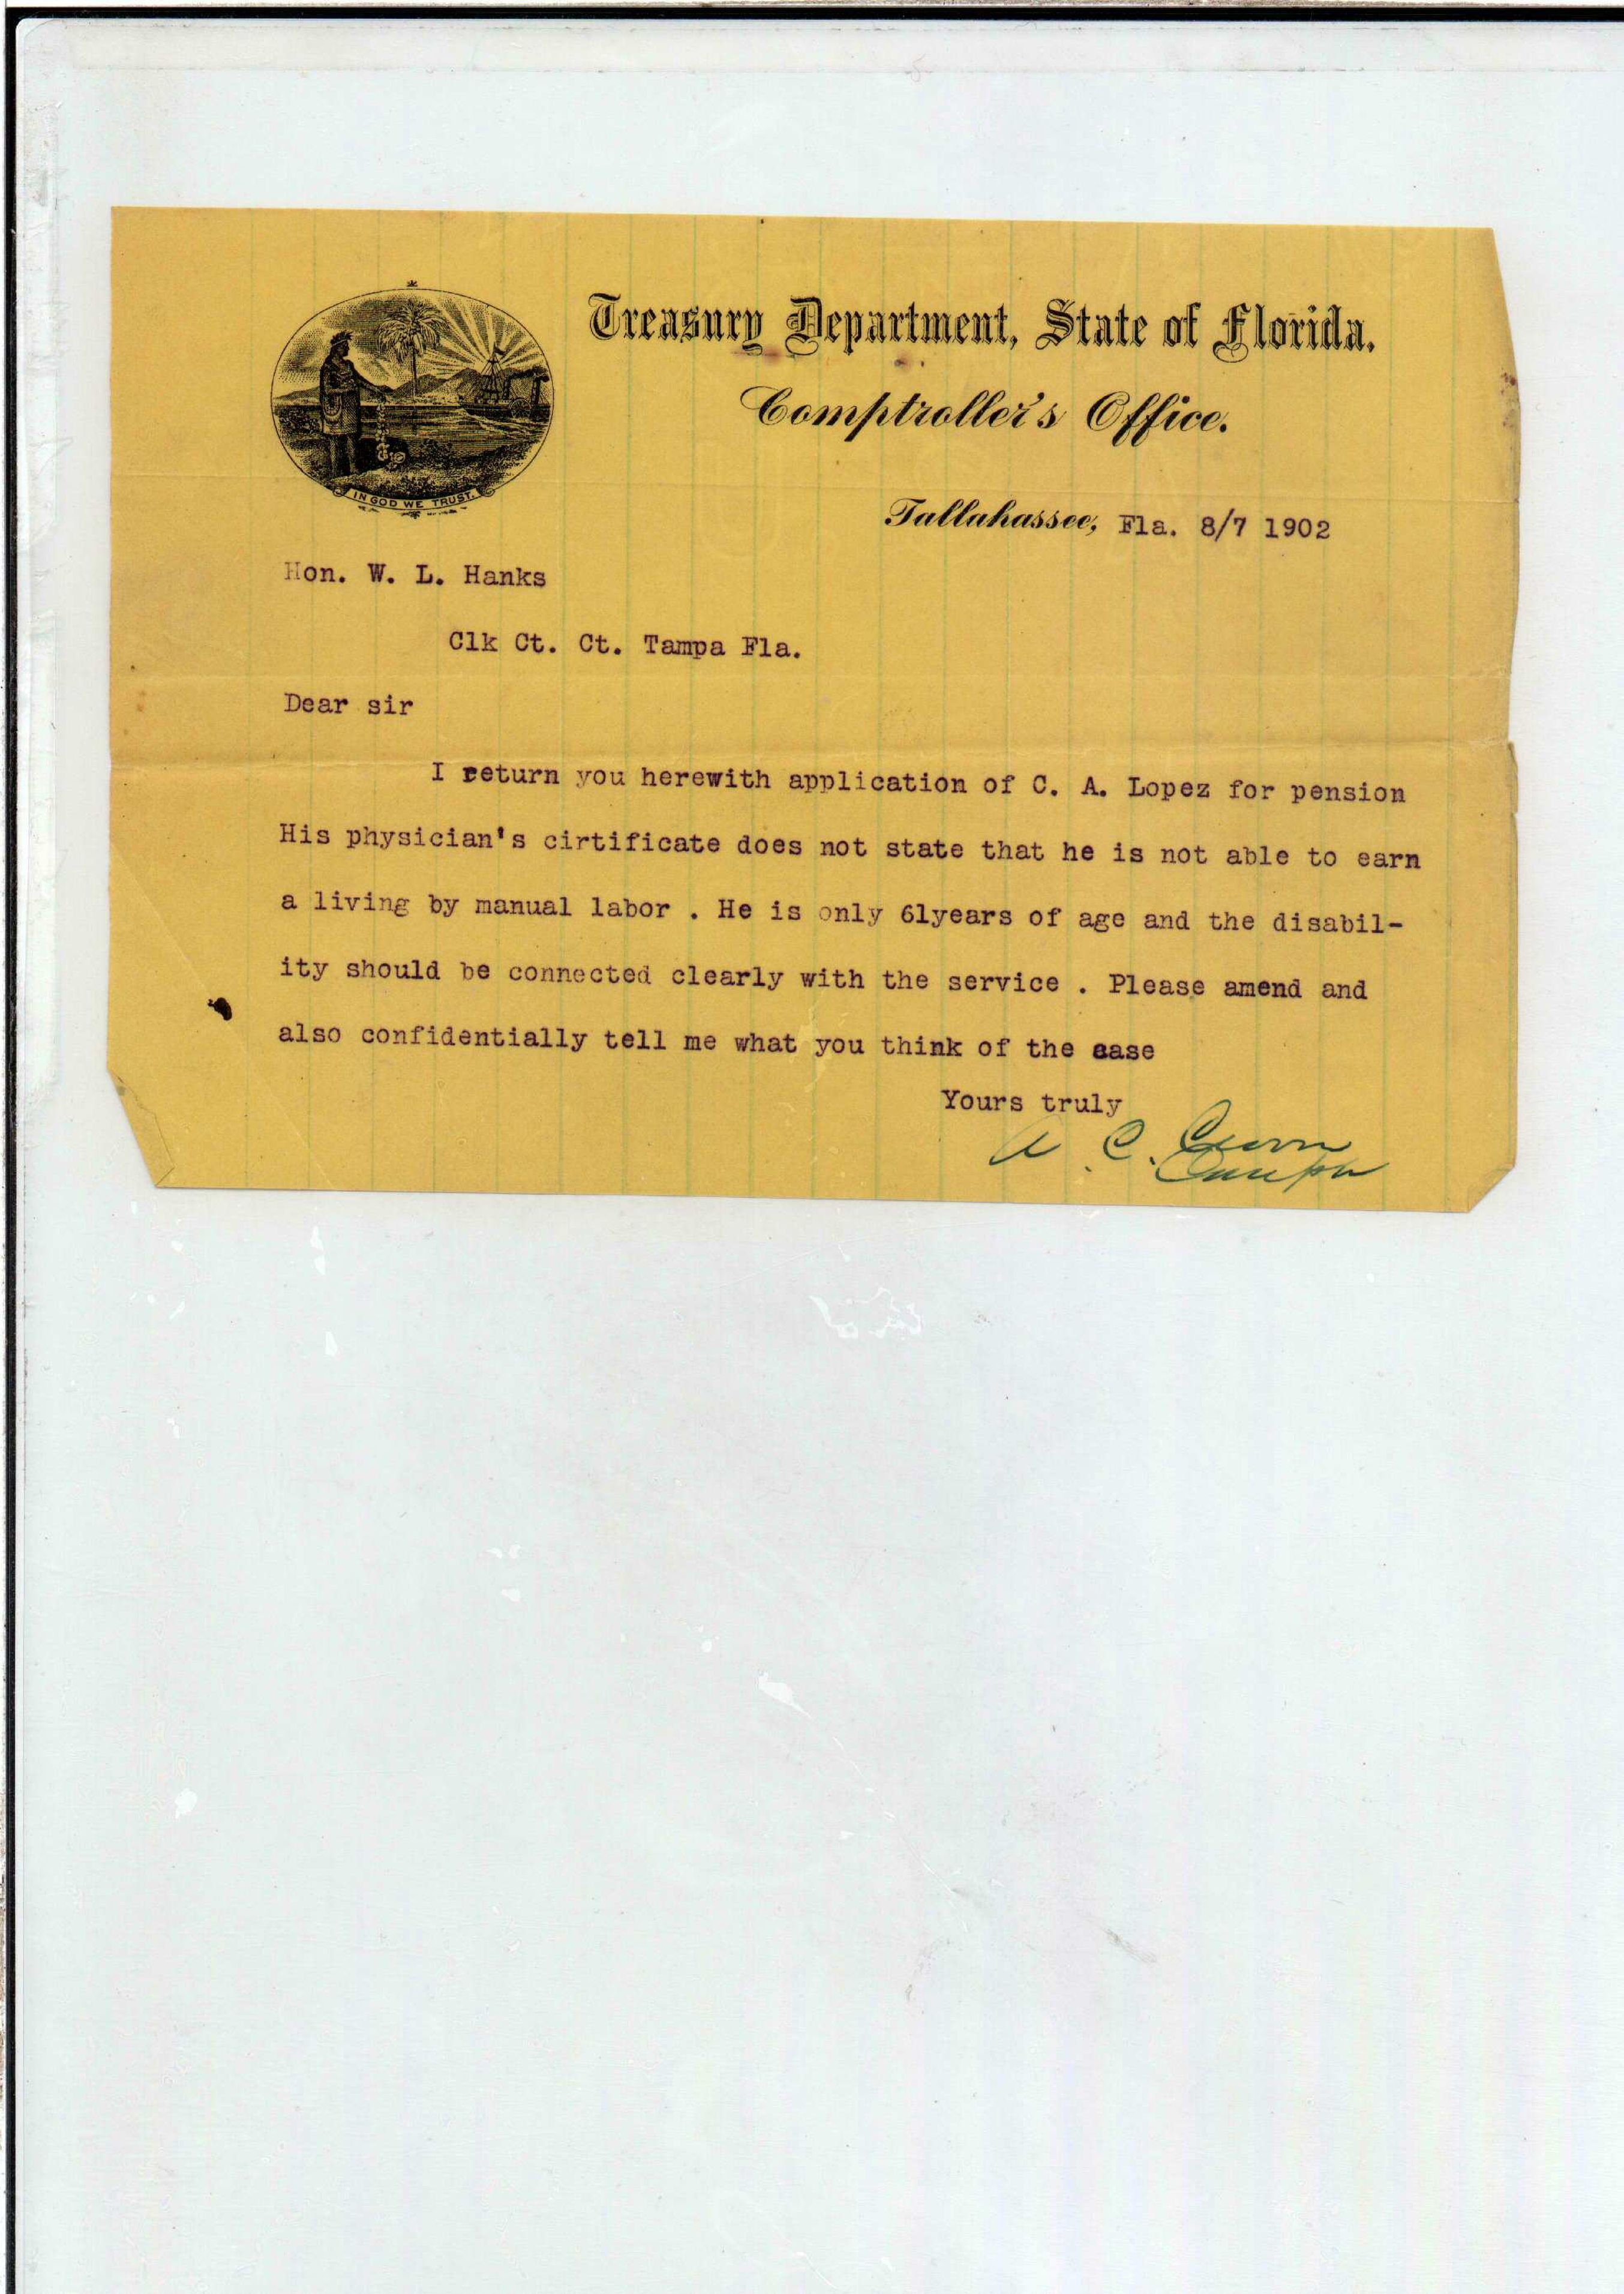 Treasury Department, State of Florida.
Comptroller's Office.
IN GOD WE TRUST.
Tallahassee, Fla. 8/7 1902
Hon. W. L. Hanks
Clk Ct. Ct. Tampa Fla.
Dear sir
I return you herewith application of C. A. Lopez for pension
His physician's cirtificate does not state that he is not able to earn
a living by manual labor . He is only 61years of age and the disabil-
ity should be connected clearly with the service . Please amend and
also confidentially tell me what you think of the case
Yours truly
A. C. Croom